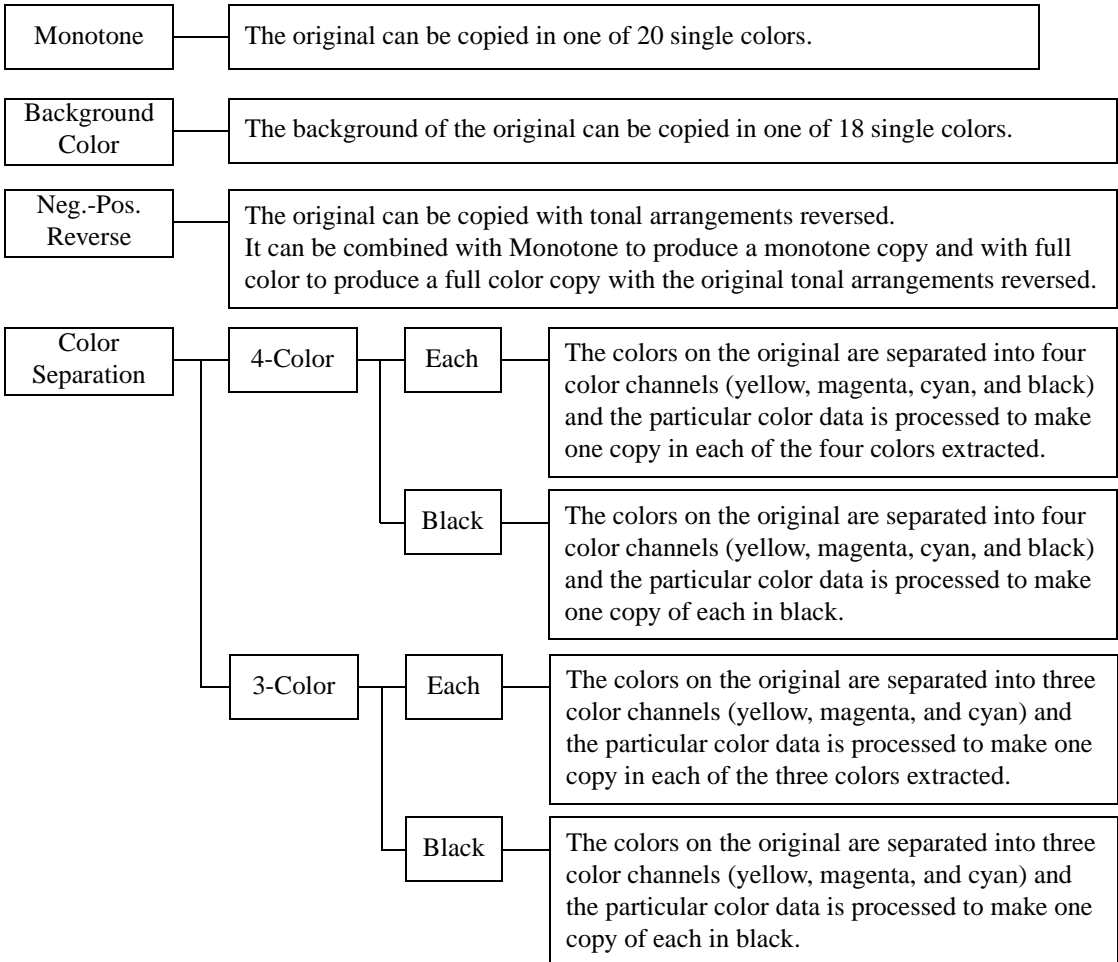 Monotone
The original can be copied in one of 20 single colors.
Background
Color
The background of the original can be copied in one of 18 single colors.
Neg.-Pos.
Reverse
The original can be copied with tonal arrangements reversed.
It can be combined with Monotone to produce a monotone copy and with full
color to produce a full color copy with the original tonal arrangements reversed.
Color
Separation
4-Color
Each
The colors on the original are separated into four
color channels (yellow, magenta, cyan, and black)
and the particular color data is processed to make
one copy in each of the four colors extracted.
Black
The colors on the original are separated into four
color channels (yellow, magenta, cyan, and black)
and the particular color data is processed to make
one copy of each in black.
3-Color
Each
The colors on the original are separated into three
color channels (yellow, magenta, and cyan) and
the particular color data is processed to make one
copy in each of the three colors extracted.
Black
The colors on the original are separated into three
color channels (yellow, magenta, and cyan) and
the particular color data is processed to make one
copy of each in black.